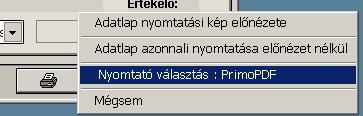 Értékelő:
Adatlap nyomtatási kép előnézete
Adatlap azonnali nyomtatása előnézet nélkül
Nyomtató választás : PrimoPDF
Mégsem